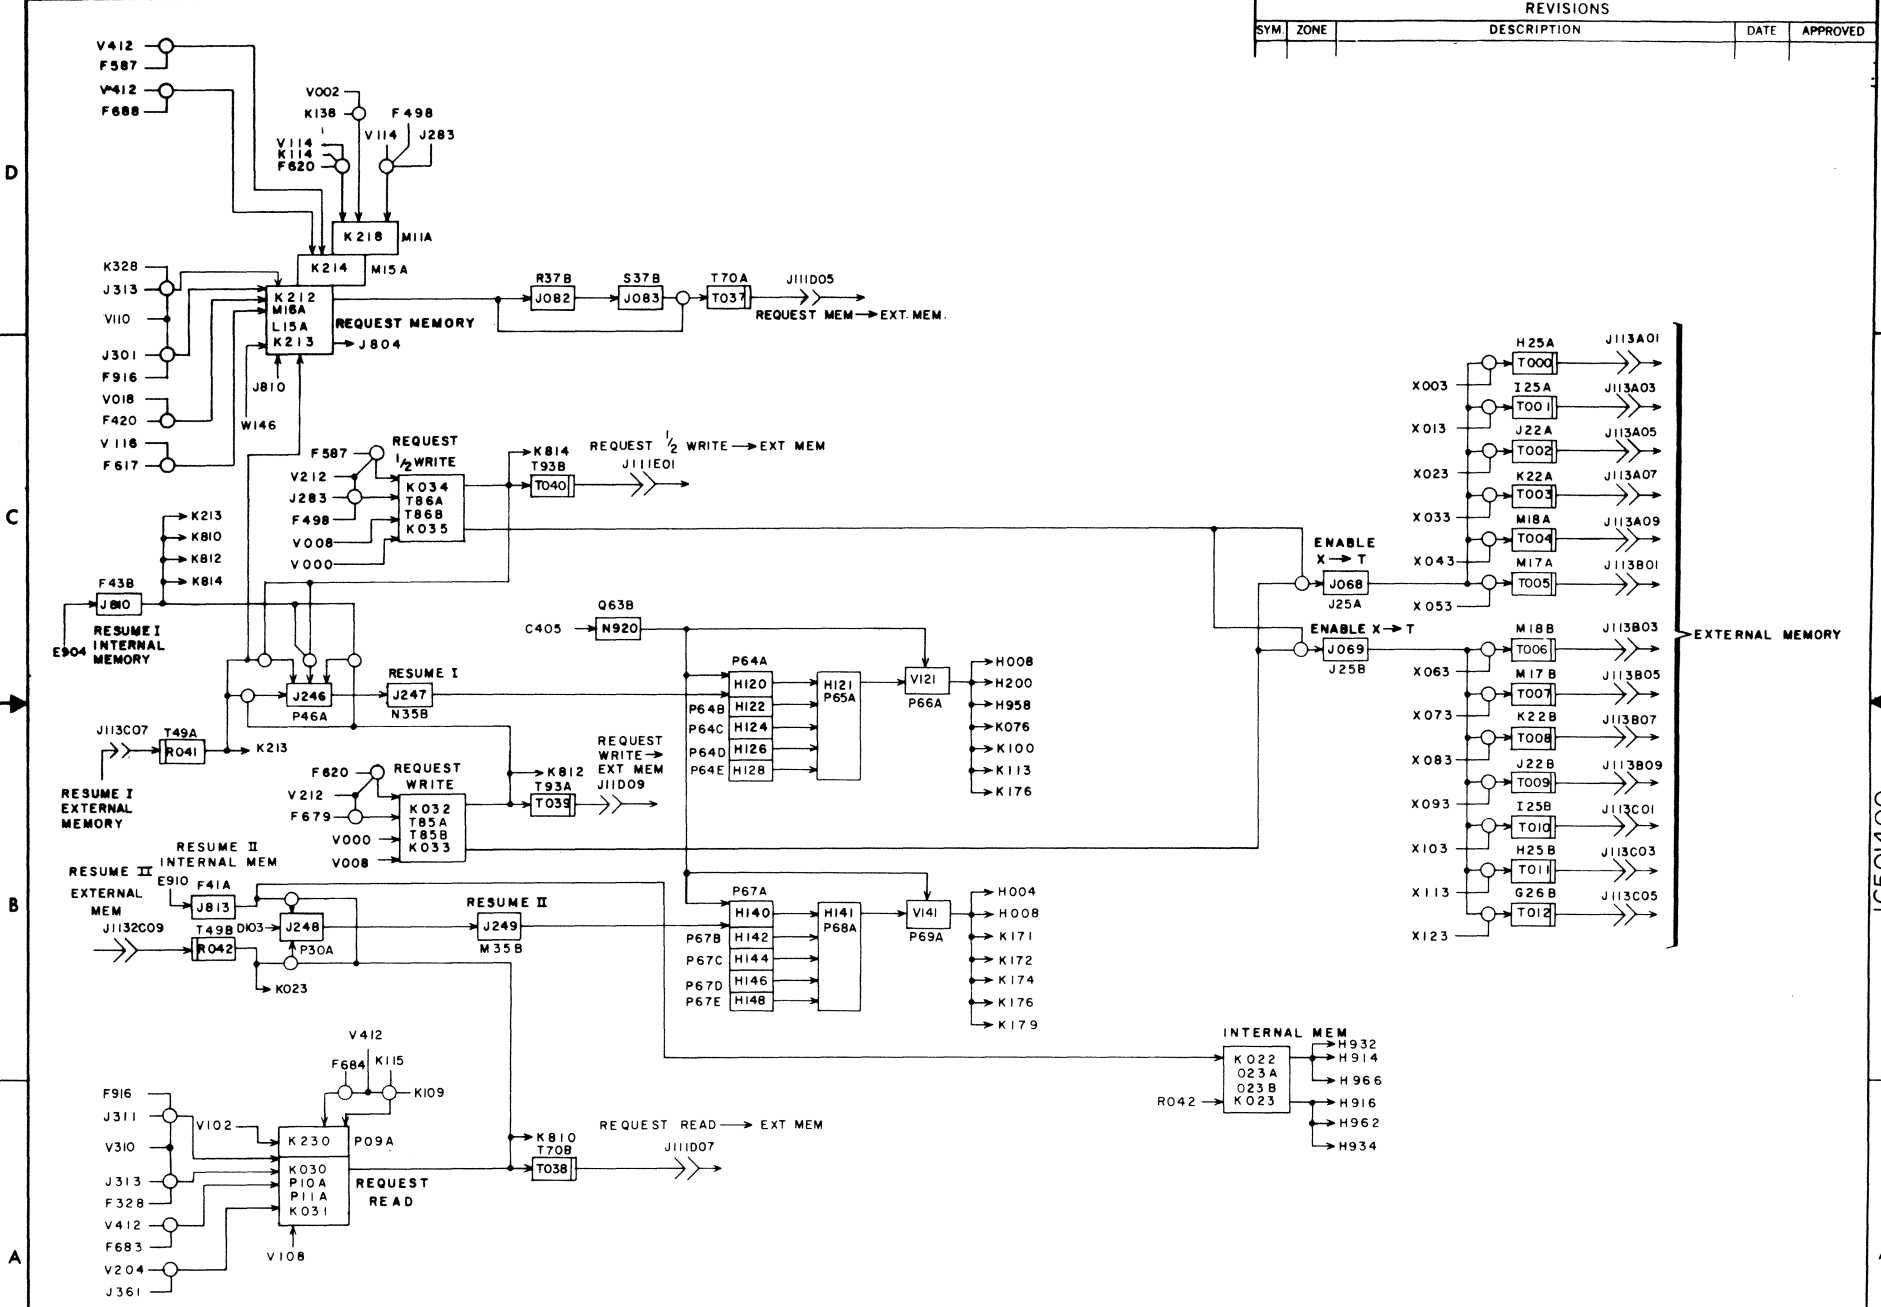 REVISIONS
SYM. ZONE DESCRIPTION DATE APPROVED
V412
F587
V412
F688
V002
K138
F498
V114
J283
V114
K114
F620
D
K218 M11A
K214 M15A
K328
J313
V110
J301
F916
V018
F420
V116
F617
K212
M16A
L15A
K213
REQUEST MEMORY
J804
J810
W146
R37B
J082
S37B
J083
T70A
T037
J111D05
REQUEST MEM → EXT. MEM.
C
F587
V212
J283
F498
V008
V000
REQUEST
1/2 WRITE
K034
T86A
T86B
K035
K814
T93B
T040
REQUEST 1/2 WRITE → EXT MEM
J111E01
K213
K810
K812
K814
F43B
J810
E904
RESUME I
INTERNAL
MEMORY
J246
P46A
RESUME I
J247
N35B
J113C07
T49A
R041
K213
RESUME I
EXTERNAL
MEMORY
C405
Q63B
N920
P64A
H120
P64B H122
P64C H124
P64D H126
P64E H128
H121
P65A
V121
P66A
H008
H200
H958
K076
K100
K113
K176
F620
V212
F679
V000
V008
REQUEST
WRITE
K032
T85A
T85B
K033
K812
T93A
T039
REQUEST
WRITE →
EXT MEM
J11D09
B
RESUME II
INTERNAL MEM
RESUME II
EXTERNAL
MEM
E910
F41A
J813
J1132C09
T49B
R042
D103
J248
P30A
K023
RESUME II
J249
M35B
P67A
H140
P67B H142
P67C H144
P67D H146
P67E H148
H141
P68A
V141
P69A
H004
H008
K171
K172
K174
K176
K179
ENABLE
X → T
J068
J25A
ENABLE X → T
J069
J25B
H25A
X003 T000 J113A01
I25A
X013 T001 J113A03
J22A
X023 T002 J113A05
K22A
X033 T003 J113A07
M18A
X043 T004 J113A09
M17A
X053 T005 J113B01
M18B
X063 T006 J113B03
M17B
X073 T007 J113B05
K22B
X083 T008 J113B07
J22B
X093 T009 J113B09
I25B
X103 T010 J113C01
H25B
X113 T011 J113C03
G26B
X123 T012 J113C05
EXTERNAL MEMORY
INTERNAL MEM
K022
023A
023B
K023
R042
H932
H914
H966
H916
H962
H934
V412
F684 K115
K109
F916
J311
V310
J313
F328
V412
F683
V204
J361
V102
K230 P09A
K030
P10A
P11A
K031
REQUEST
READ
V108
K810
T70B
T038
REQUEST READ → EXT MEM
J111D07
A